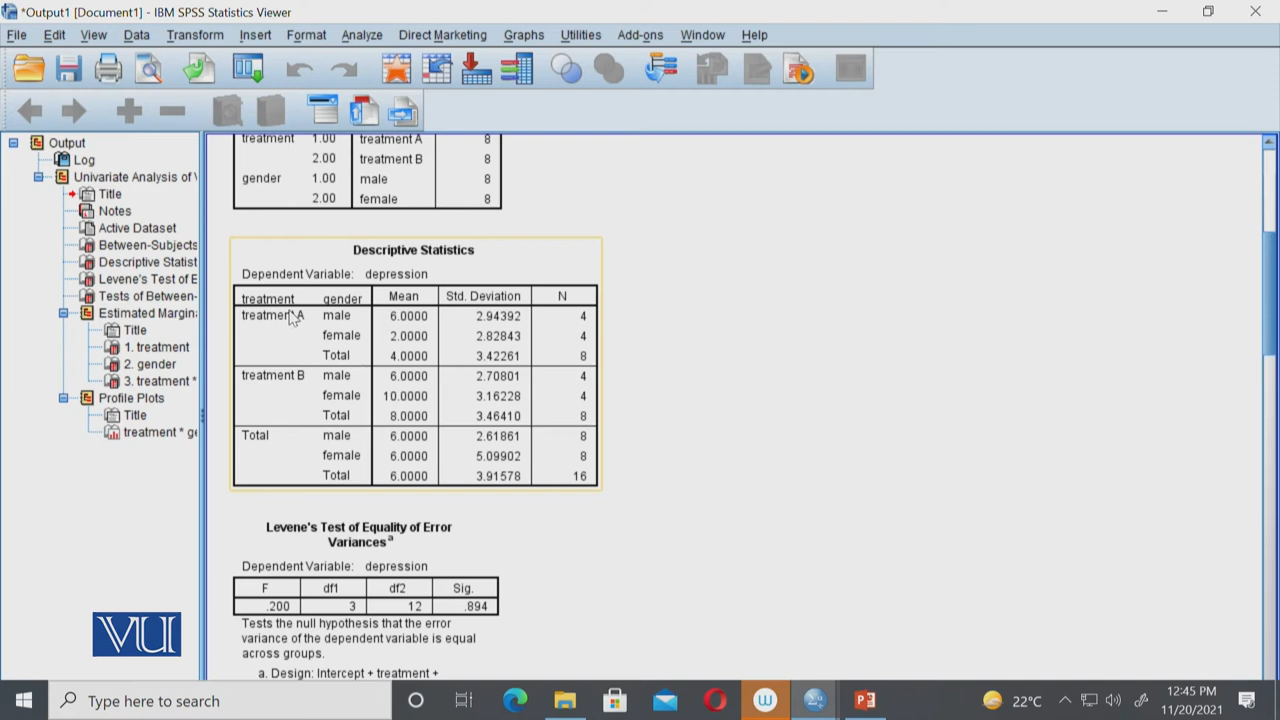 *Output1 [Document1] - IBM SPSS Statistics Viewer
File Edit View Data Transform Insert Format Analyze Direct Marketing Graphs Utilities Add-ons Window Help
Output
Log
Univariate Analysis of V
Title
Notes
Active Dataset
Between-Subjects
Descriptive Statist
Levene's Test of E
Tests of Between-
Estimated Margina
Title
1. treatment
2. gender
3. treatment *
Profile Plots
Title
treatment * ge
treatment 1.00 treatment A 8
2.00 treatment B 8
gender 1.00 male 8
2.00 female 8
Descriptive Statistics
Dependent Variable: depression
treatment gender Mean Std. Deviation N
treatment A male 6.0000 2.94392 4
female 2.0000 2.82843 4
Total 4.0000 3.42261 8
treatment B male 6.0000 2.70801 4
female 10.0000 3.16228 4
Total 8.0000 3.46410 8
Total male 6.0000 2.61861 8
female 6.0000 5.09902 8
Total 6.0000 3.91578 16
Levene's Test of Equality of Error
Variances a
Dependent Variable: depression
F df1 df2 Sig.
.200 3 12 .894
Tests the null hypothesis that the error
variance of the dependent variable is equal
across groups.
a. Design: Intercept + treatment +
VU
Type here to search
22°C
12:45 PM
11/20/2021